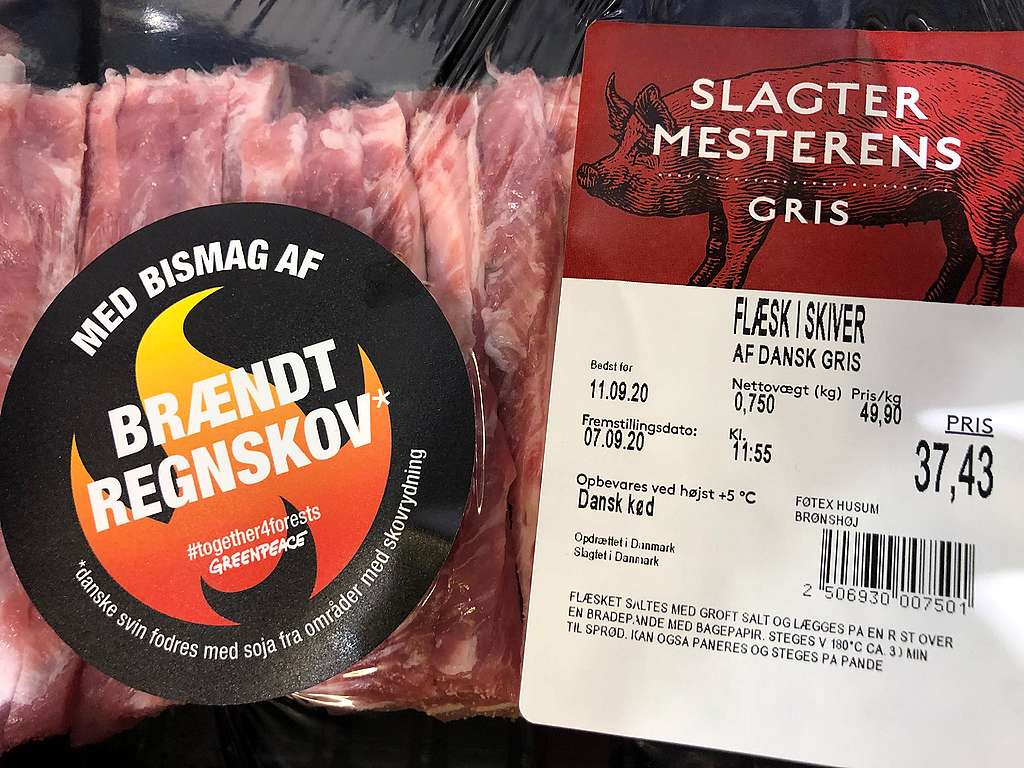 MED BISMAG AF
BRÆNDT
REGNSKOV*
#together4forests
GREENPEACE
*danske svin fodres med soja fra områder med skovrydning
SLAGTER
MESTERENS
GRIS
FLÆSK I SKIVER
AF DANSK GRIS
Bedst før
11.09.20
Nettovægt (kg) Pris/kg
0,750 49,90
Fremstillingsdato:
07.09.20
Kl.
11:55
PRIS
37,43
Opbevares ved højst +5 °C
Dansk kød
FØTEX HUSUM
BRØNSHØJ
Opdrættet i Danmark
Slagtet i Danmark
2 506930 007501
FLÆSKET SALTES MED GROFT SALT OG LÆGGES PA EN R ST OVER
EN BRADEPANDE MED BAGEPAPIR. STEGES V 180°C CA. 30 MIN
TIL SPRØD. KAN OGSA PANERES OG STEGES PA PANDE